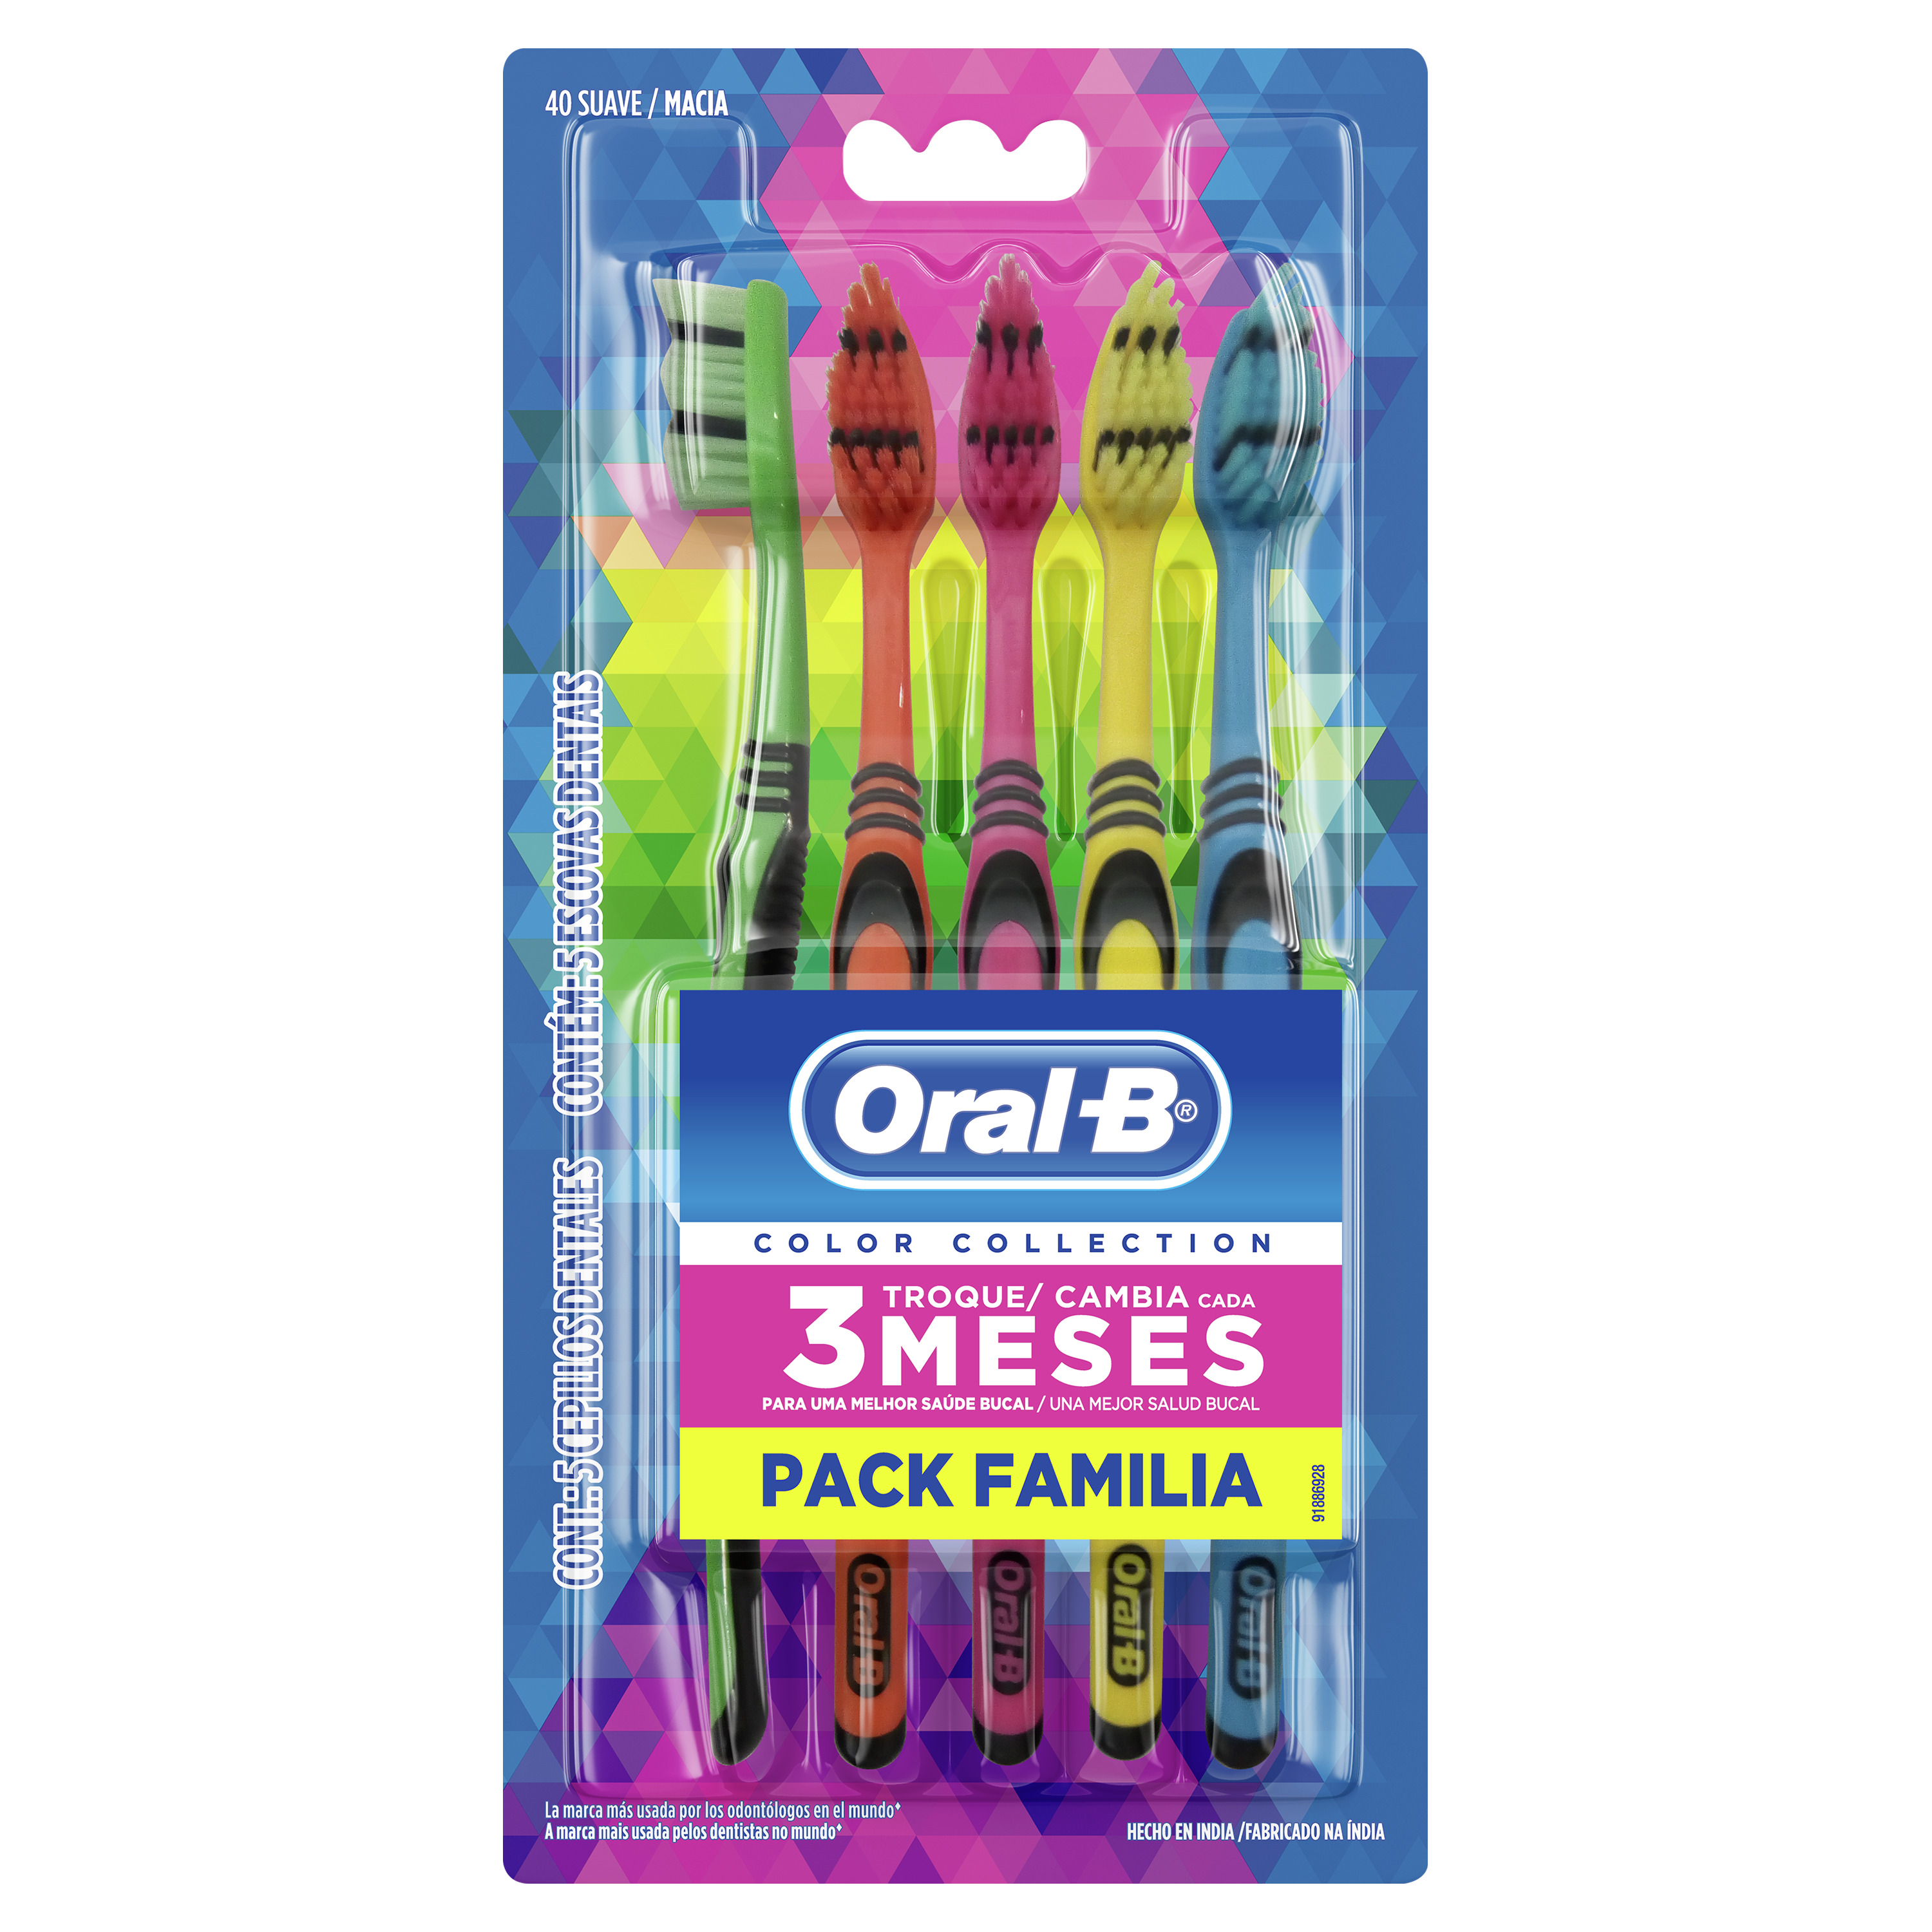 40 SUAVE / MACIA
CONT.: 5 CEPILLOS DENTALES CONTÉM: 5 ESCOVAS DENTAIS
Oral-B®
COLOR COLLECTION
3 TROQUE/ CAMBIA CADA
MESES
PARA UMA MELHOR SAÚDE BUCAL / UNA MEJOR SALUD BUCAL
PACK FAMILIA
91886928
Oral-B
Oral-B
Oral-B
Oral-B
La marca más usada por los odontólogos en el mundo♦
A marca mais usada pelos dentistas no mundo♦
HECHO EN INDIA /FABRICADO NA ÍNDIA